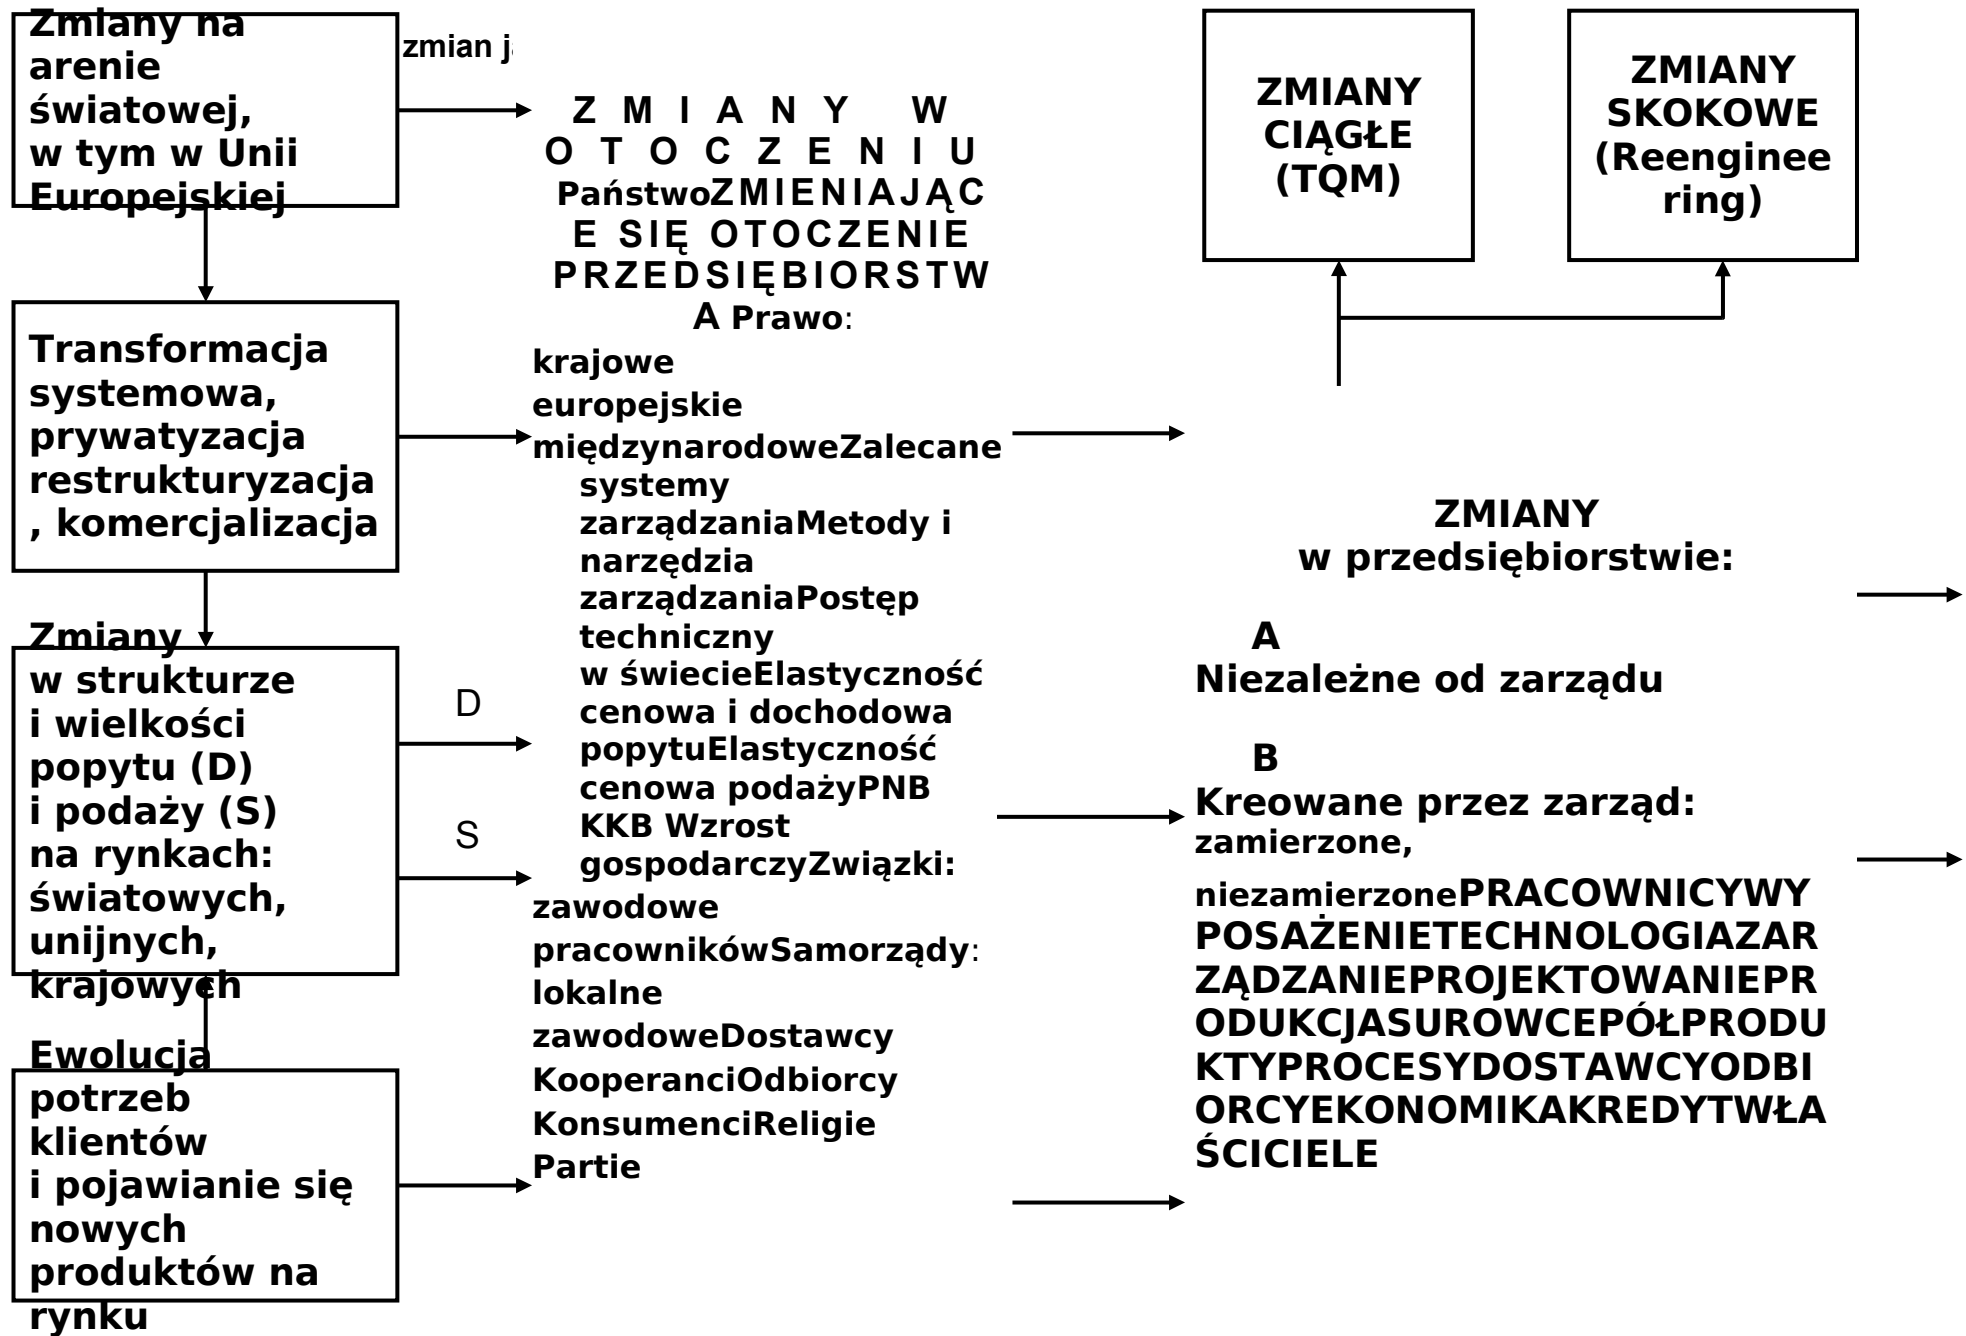 Zmiany na
arenie
światowej,
w tym w Unii
Europejskiej
zmian
Transformacja
systemowa,
prywatyzacja
restrukturyzacja
, komercjalizacja
Zmiany
w strukturze
i wielkości
popytu (D)
i podaży (S)
na rynkach:
światowych,
unijnych,
krajowych
Ewolucja
potrzeb
klientów
i pojawianie się
nowych
produktów na
rynku
D
S
Z M I A N Y W
O T O C Z E N I U
PaństwoZMIENIAJĄC
E SIĘ OTOCZENIE
PRZEDSIĘBIORSTW
A Prawo:
krajowe
europejskie
międzynarodoweZalecane
systemy
zarządzaniaMetody i
narzędzia
zarządzaniaPostęp
techniczny
w świecieElastyczność
cenowa i dochodowa
popytuElastyczność
cenowa podażyPNB
KKB Wzrost
gospodarczyZwiązki:
zawodowe
pracownikówSamorządy:
lokalne
zawodoweDostawcy
KooperanciOdbiorcy
KonsumenciReligie
Partie
ZMIANY
CIĄGŁE
(TQM)
ZMIANY
SKOKOWE
(Reenginee
ring)
ZMIANY
w przedsiębiorstwie:
A
Niezależne od zarządu
B
Kreowane przez zarząd:
zamierzone,
niezamierzonePRACOWNICYWY
POSAŻENIETECHNOLOGIAZAR
ZĄDZANIEPROJEKTOWANIEPR
ODUKCJASUROWCEPÓŁPRODU
KTYPROCESYDOSTAWCYODBI
ORCYEKONOMIKAKREDYTWŁA
ŚCICIELE